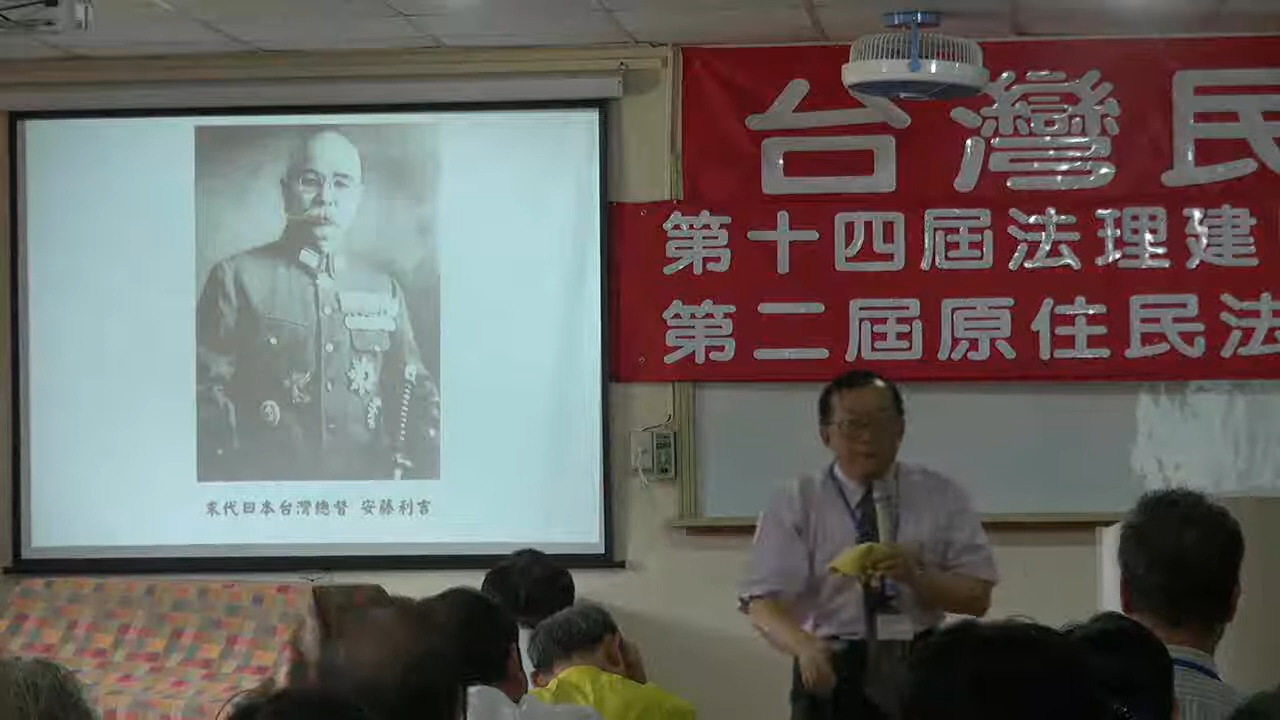 末代日本台灣總督 安藤利吉
台灣民
第十四屆法理建
第二屆原住民法